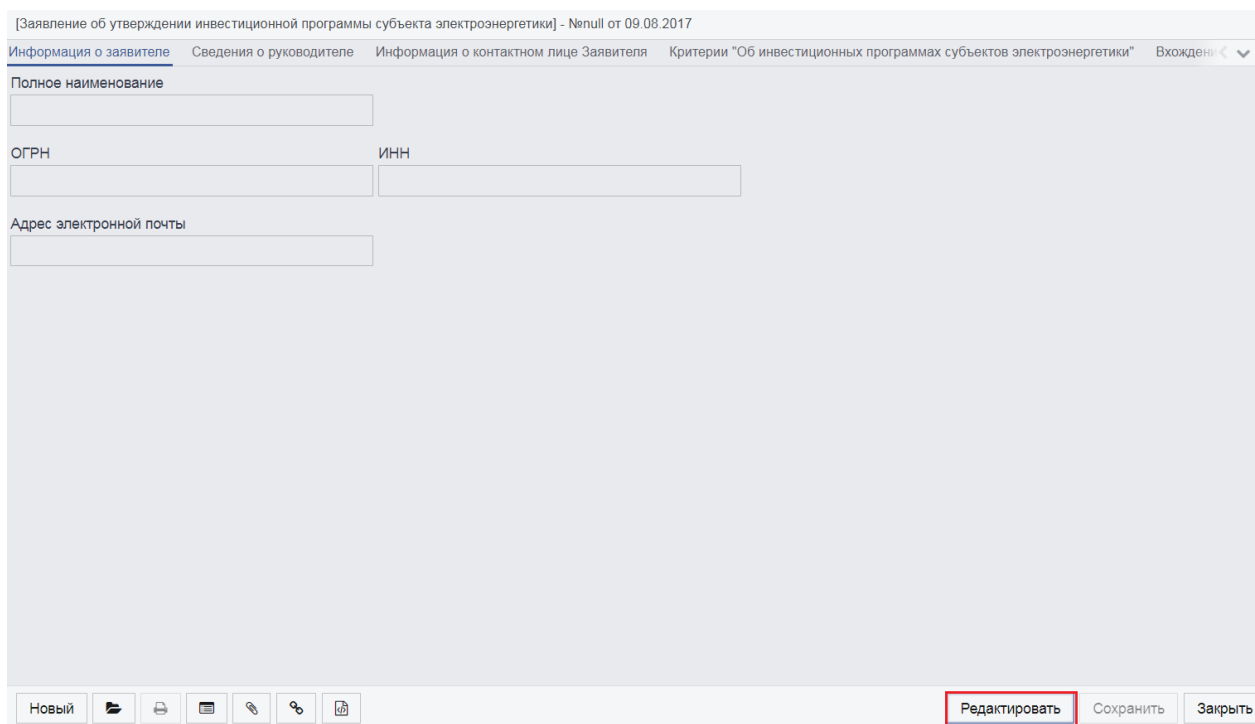 [Заявление об утверждении инвестиционной программы субъекта электроэнергетики] - №null от 09.08.2017
Информация о заявителе Сведения о руководителе Информация о контактном лице Заявителя Критерии "Об инвестиционных программах субъектов электроэнергетики"
Полное наименование
ОГРН ИНН
Адрес электронной почты
Новый Редактировать Сохранить Закрыть